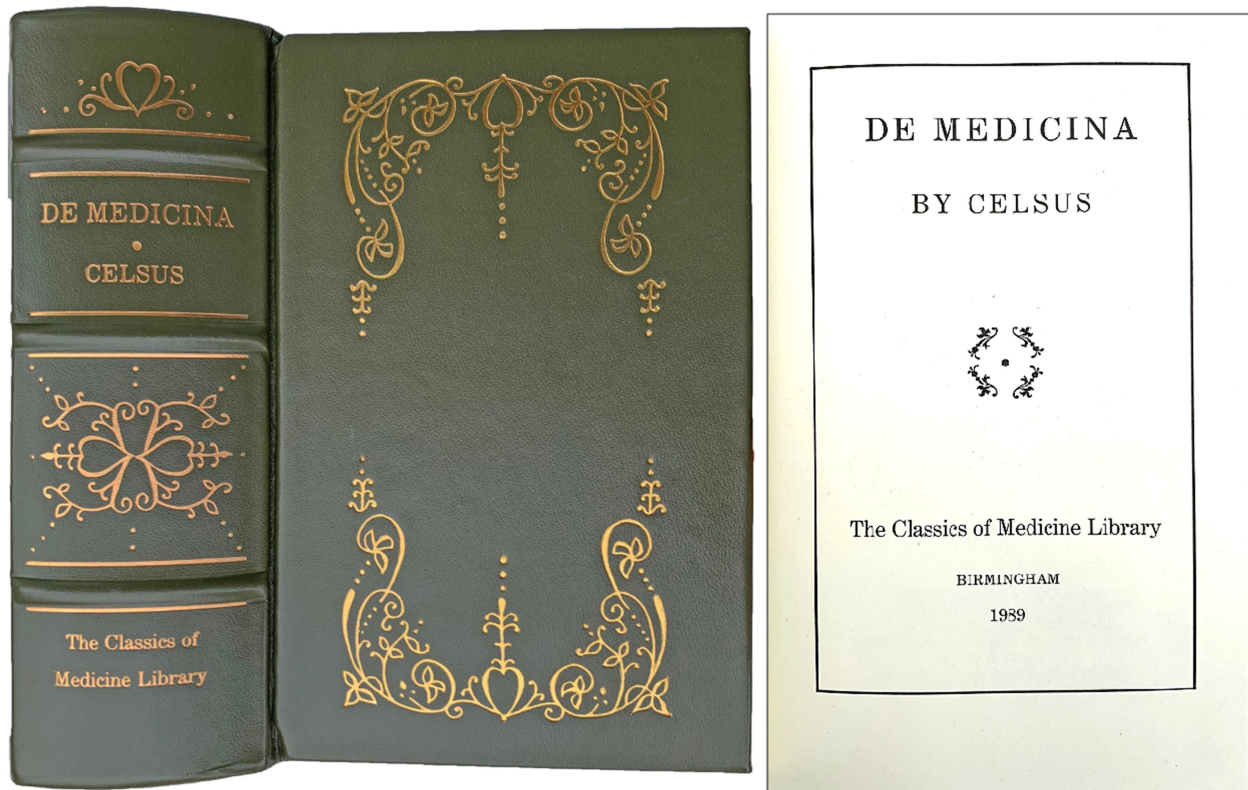 DE MEDICINA
CELSUS
The Classics of
Medicine Library
DE MEDICINA
BY CELSUS
The Classics of Medicine Library
BIRMINGHAM
1989